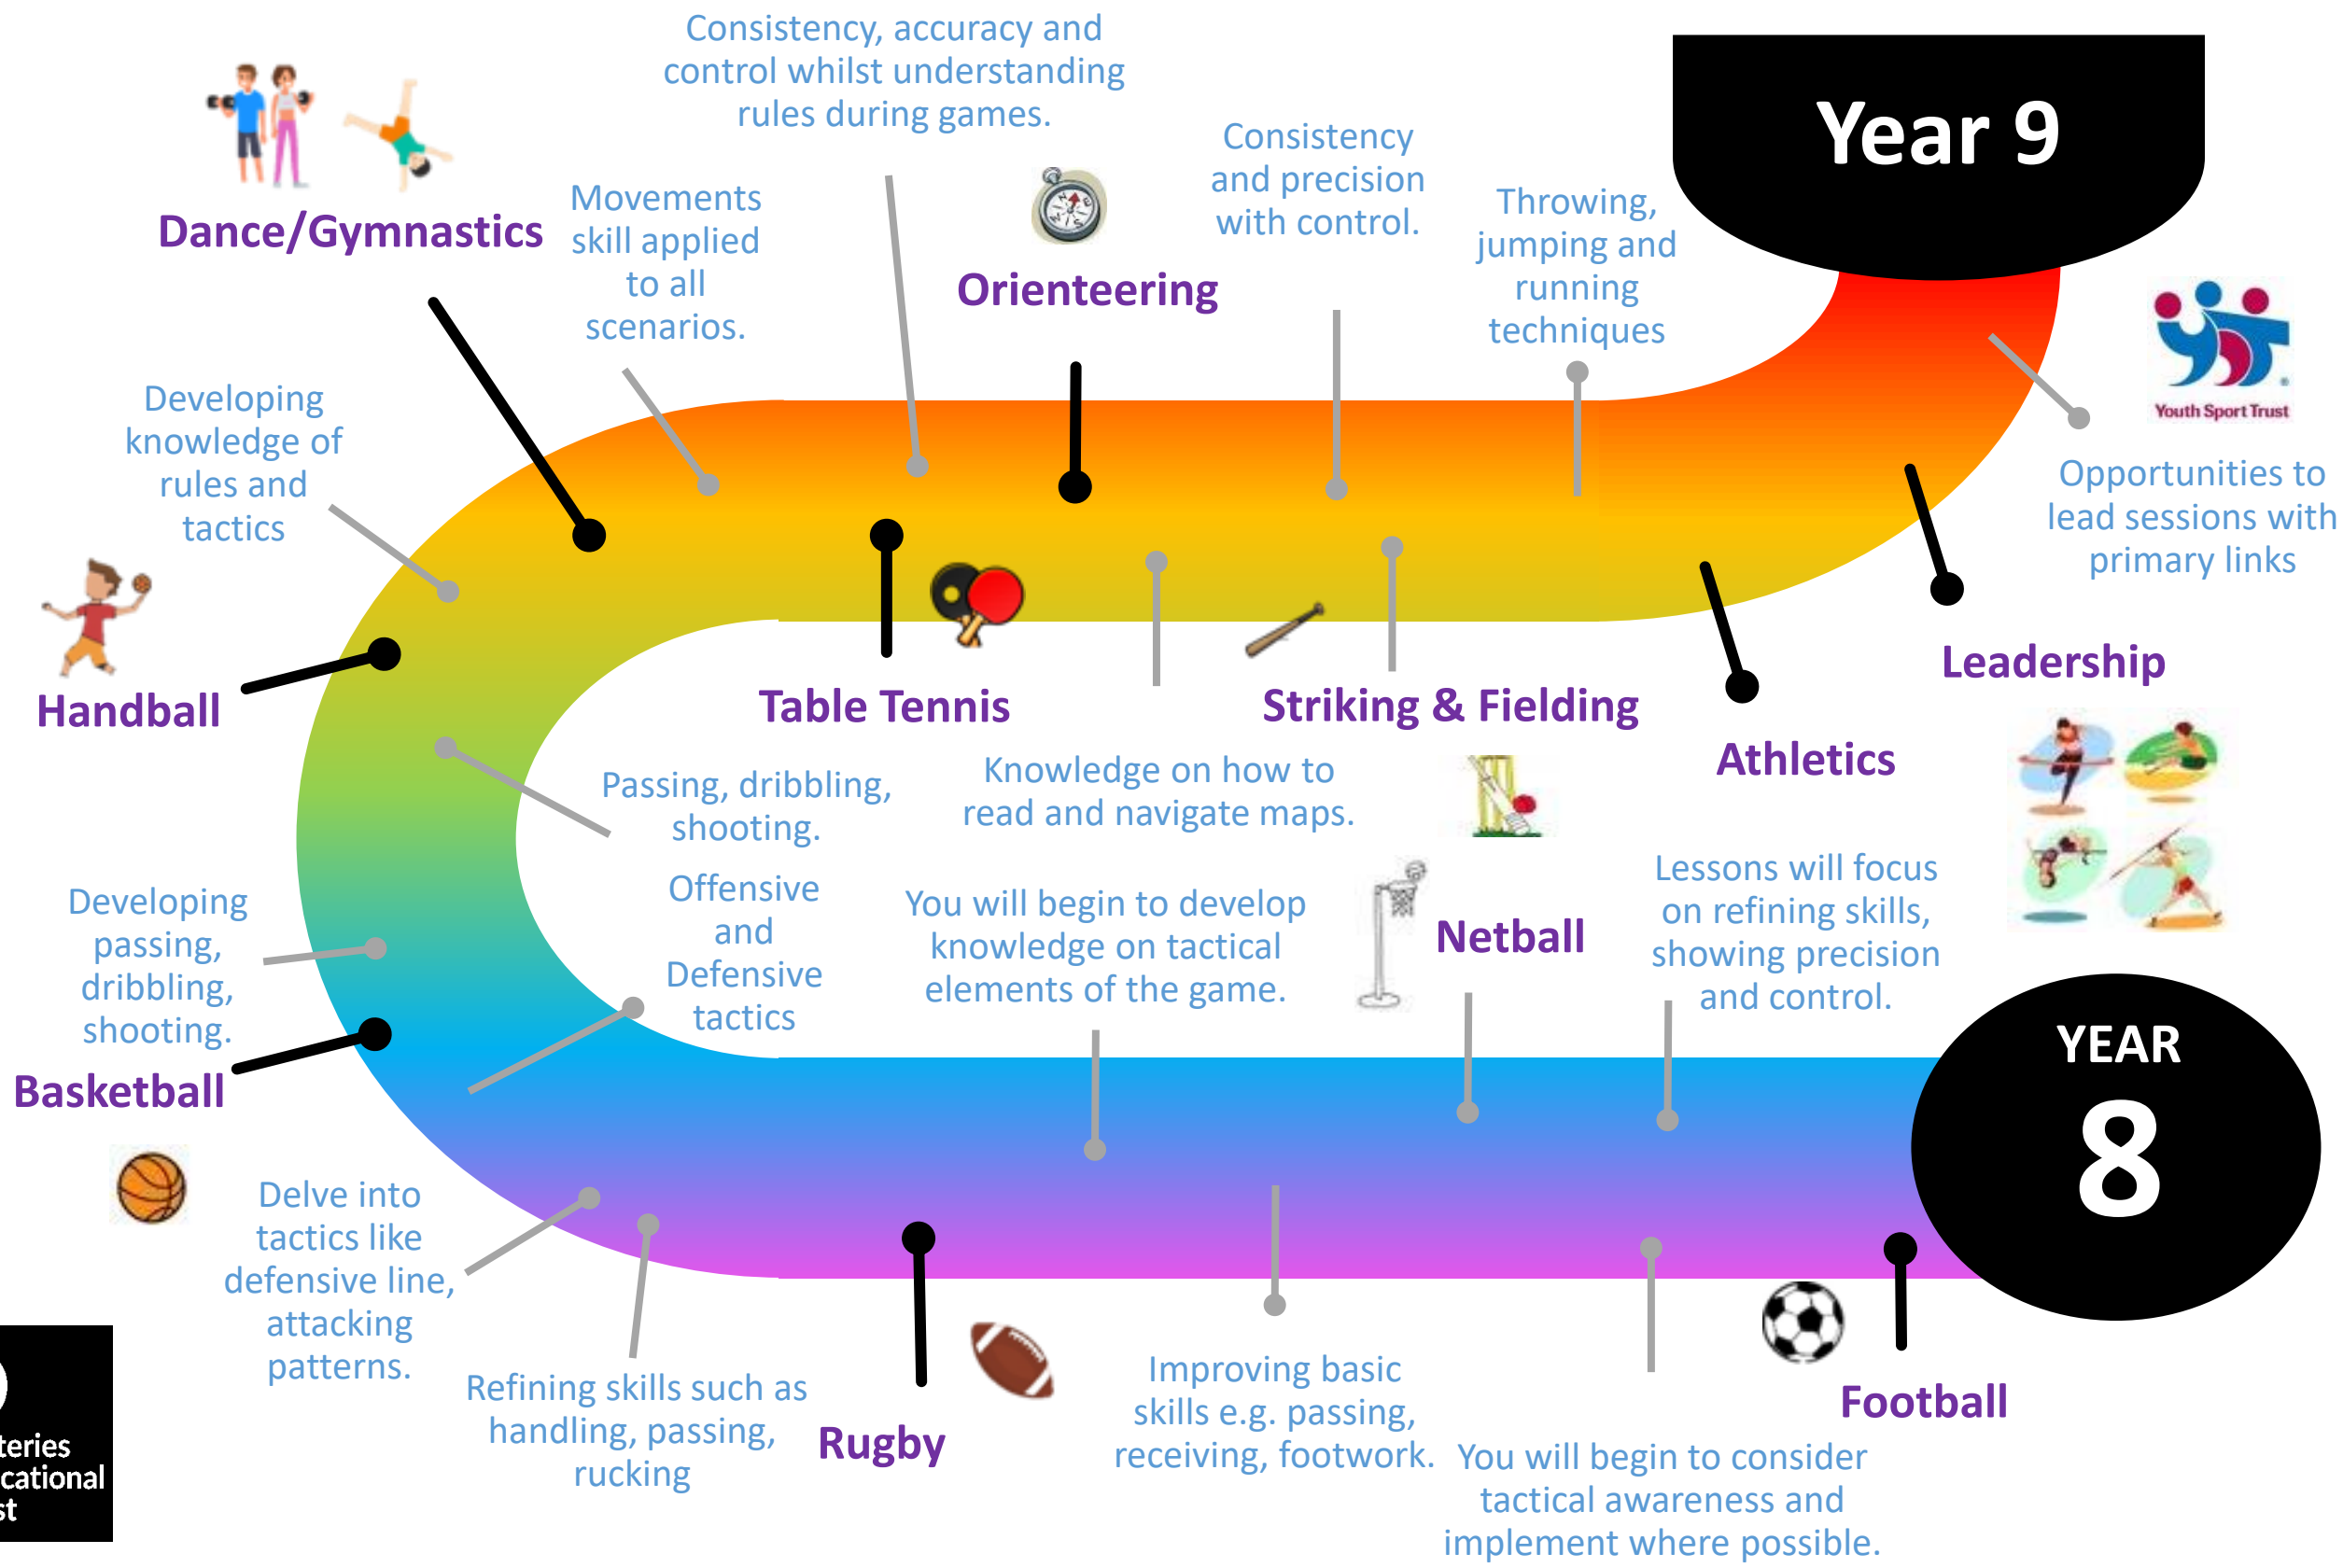 Consistency, accuracy and
control whilst understanding
rules during games.
Year 9
Consistency
and precision
with control.
Movements
skill applied
to all
scenarios.
Throwing,
jumping and
running
techniques
Dance/Gymnastics
Orienteering
Youth Sport Trust
Developing
knowledge of
rules and
tactics
Opportunities to
lead sessions with
primary links
Handball
Table Tennis
Striking & Fielding
Leadership
Athletics
Passing, dribbling,
shooting.
Knowledge on how to
read and navigate maps.
Developing
passing,
dribbling,
shooting.
Offensive
and
Defensive
tactics
You will begin to develop
knowledge on tactical
elements of the game.
Netball
Lessons will focus
on refining skills,
showing precision
and control.
YEAR
8
Basketball
Delve into
tactics like
defensive line,
attacking
patterns.
Refining skills such as
handling, passing,
rucking
Rugby
Improving basic
skills e.g. passing,
receiving, footwork.
Football
You will begin to consider
tactical awareness and
implement where possible.
teries
cational
st